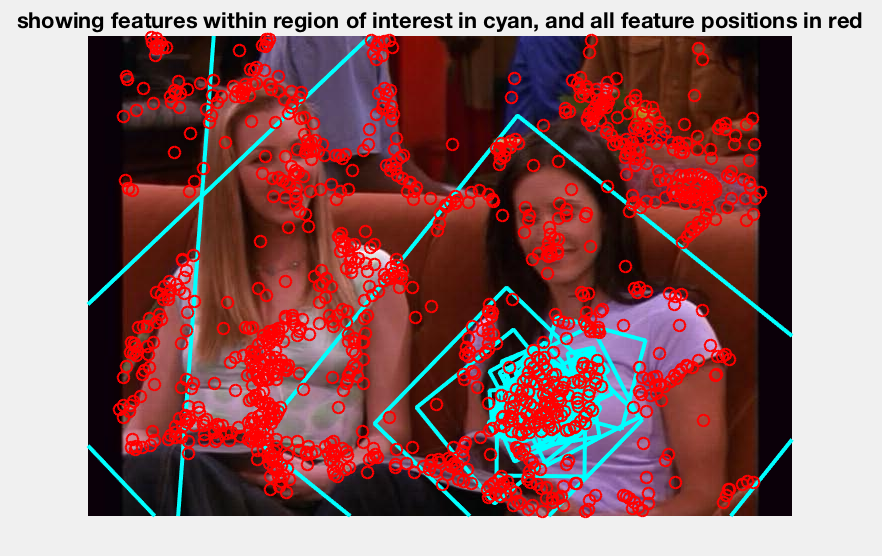 showing features within region of interest in cyan, and all feature positions in red